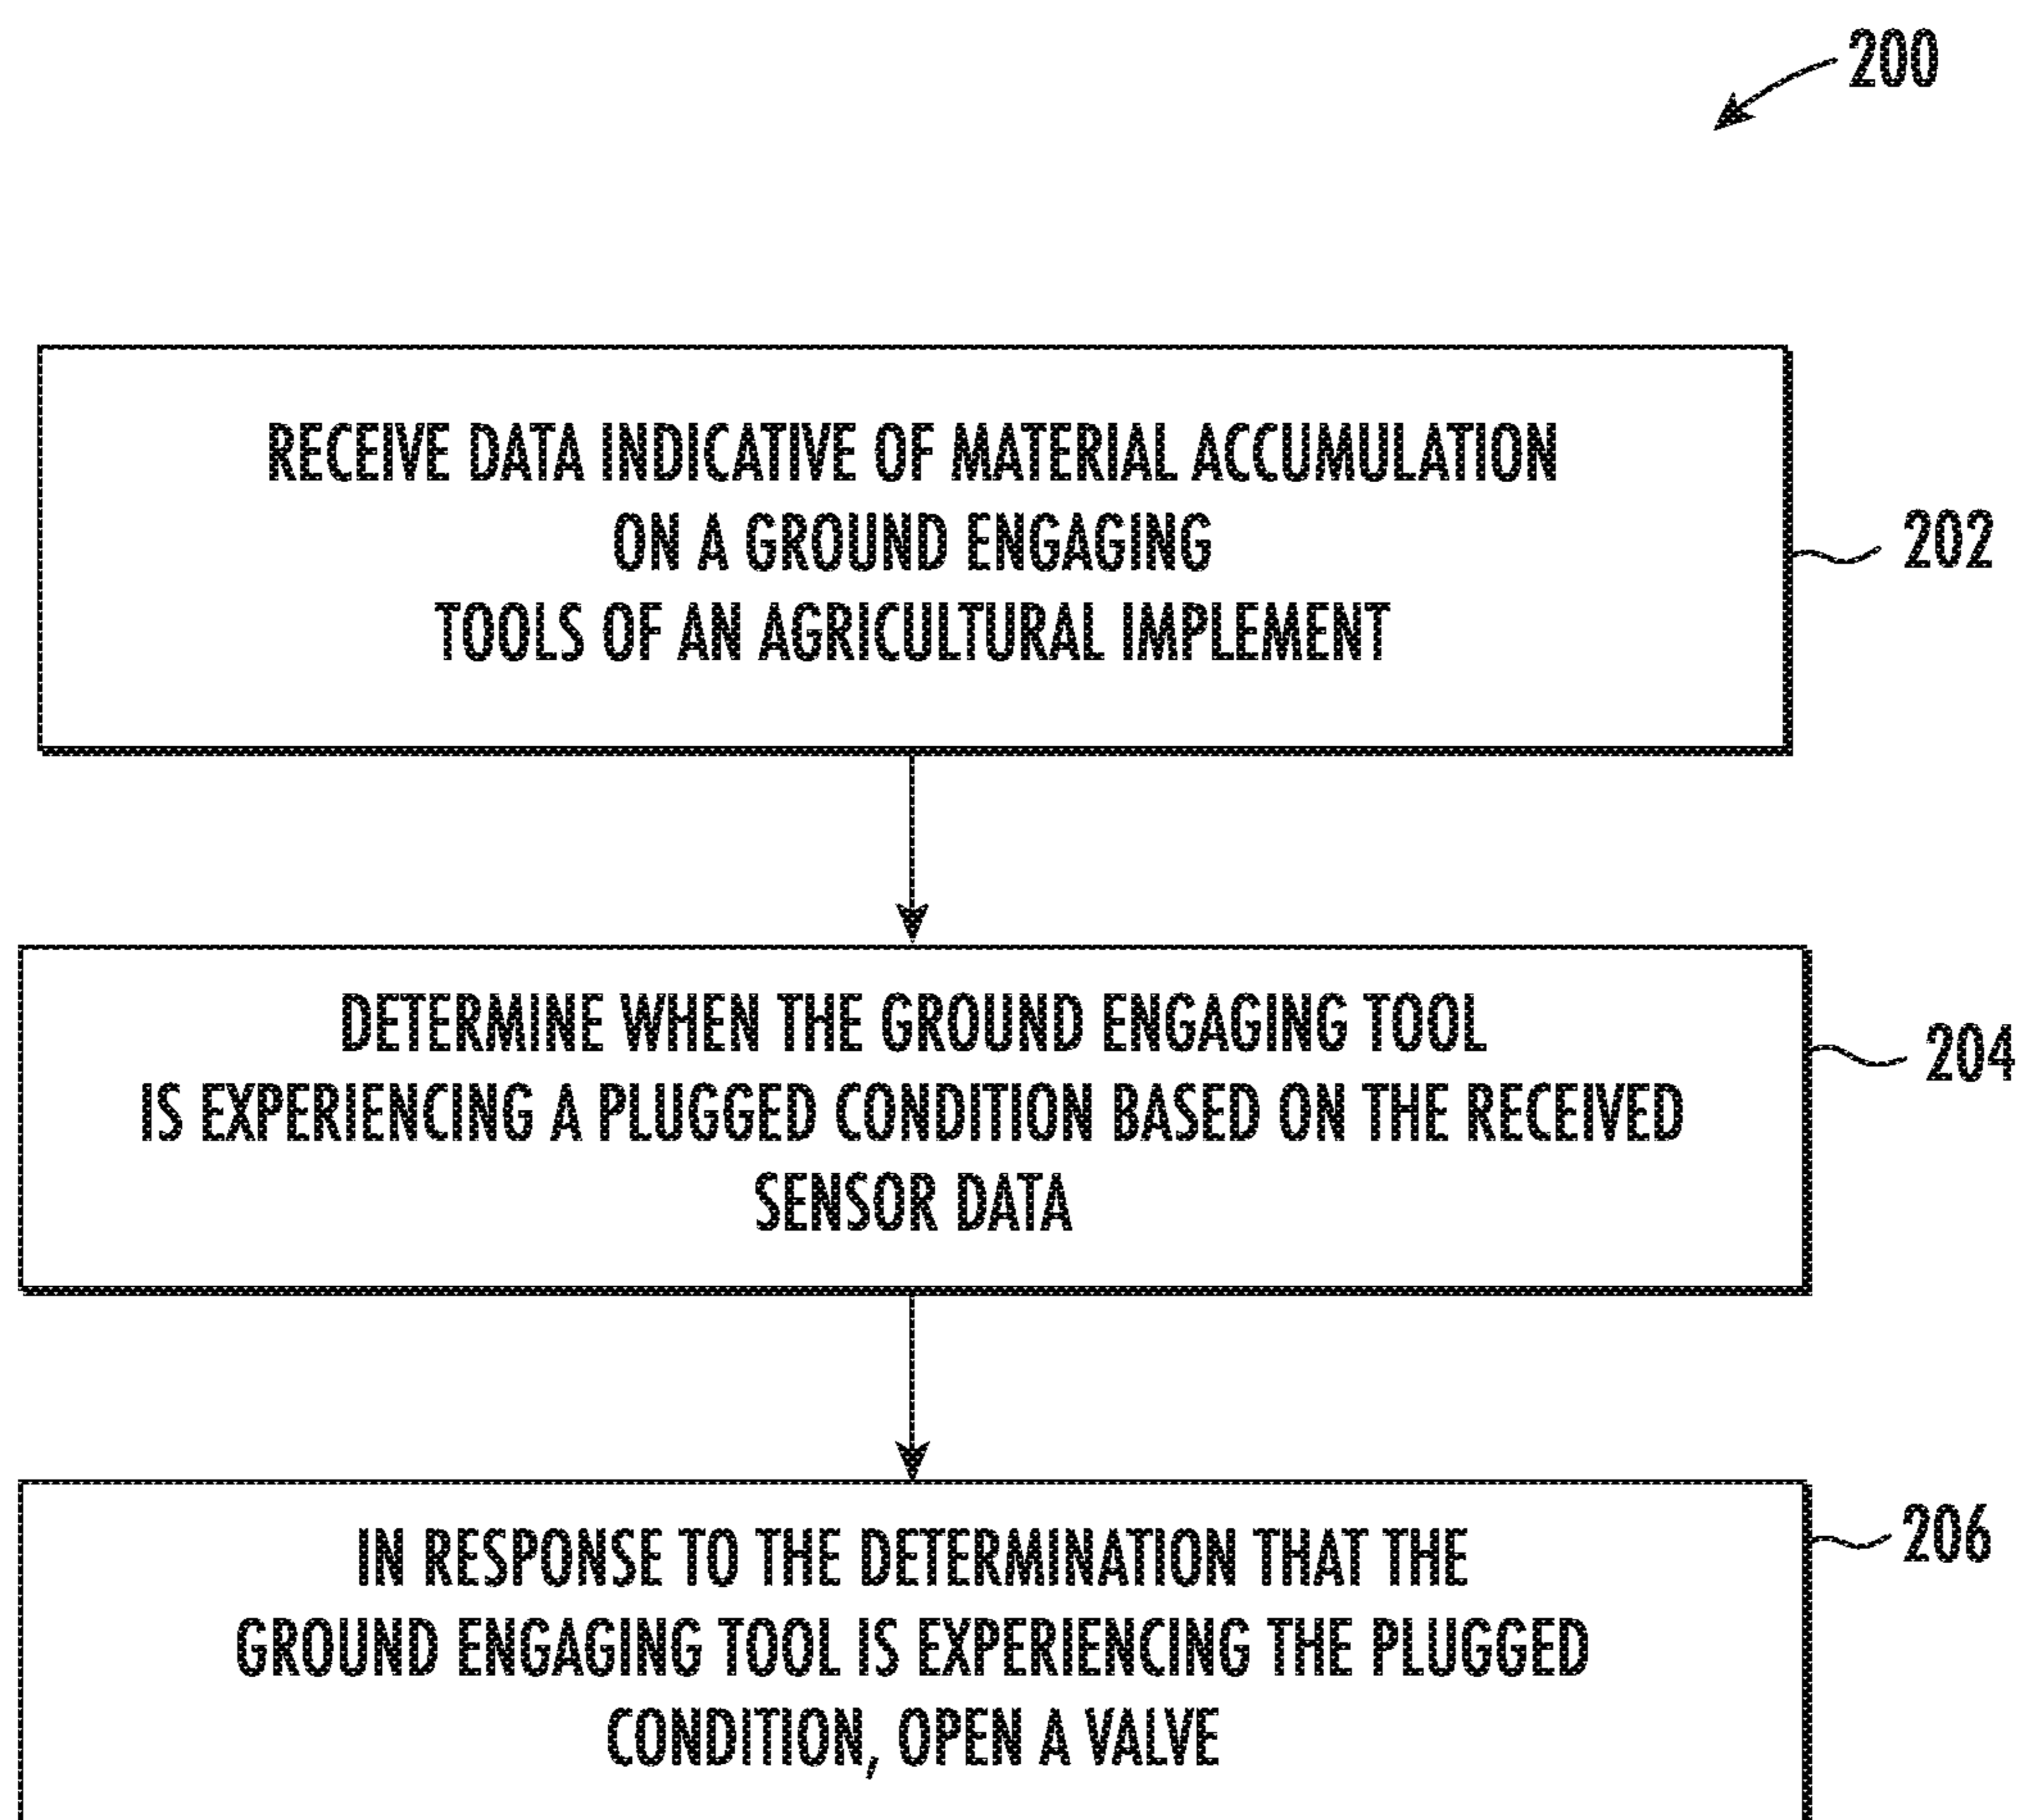 200
RECEIVE DATA INDICATIVE OF MATERIAL ACCUMULATION
ON A GROUND ENGAGING
TOOLS OF AN AGRICULTURAL IMPLEMENT
202
DETERMINE WHEN THE GROUND ENGAGING TOOL
IS EXPERIENCING A PLUGGED CONDITION BASED ON THE RECEIVED
SENSOR DATA
204
IN RESPONSE TO THE DETERMINATION THAT THE
GROUND ENGAGING TOOL IS EXPERIENCING THE PLUGGED
CONDITION, OPEN A VALVE
206